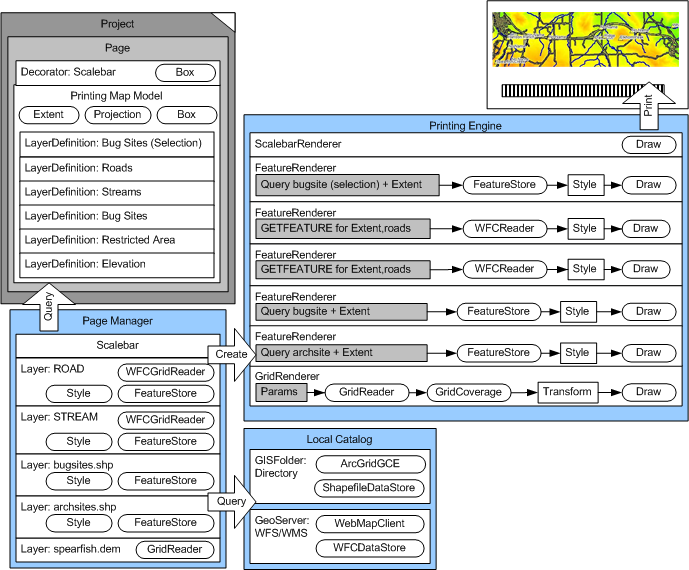 Project
Page
Decorator: Scalebar
Box
Printing Map Model
Extent
Projection
Box
LayerDefinition: Bug Sites (Selection)
LayerDefinition: Roads
LayerDefinition: Streams
LayerDefinition: Bug Sites
LayerDefinition: Restricted Area
LayerDefinition: Elevation
Query
Page Manager
Scalebar
Layer: ROAD
WFCGridReader
Style
FeatureStore
Layer: STREAM
WFCGridReader
Style
FeatureStore
Layer: bugsites.shp
Style
FeatureStore
Layer: archsites.shp
Style
FeatureStore
Layer: spearfish.dem
GridReader
Create
Query
Print
Printing Engine
ScalebarRenderer
Draw
FeatureRenderer
Query bugsite (selection) + Extent
FeatureStore
Style
Draw
FeatureRenderer
GETFEATURE for Extent,roads
WFCReader
Style
Draw
FeatureRenderer
GETFEATURE for Extent,roads
WFCReader
Style
Draw
FeatureRenderer
Query bugsite + Extent
FeatureStore
Style
Draw
FeatureRenderer
Query archsite + Extent
FeatureStore
Style
Draw
GridRenderer
Params
GridReader
GridCoverage
Transform
Draw
Local Catalog
GISFolder:
Directory
ArcGridGCE
ShapefileDataStore
GeoServer:
WFS/WMS
WebMapClient
WFCDataStore